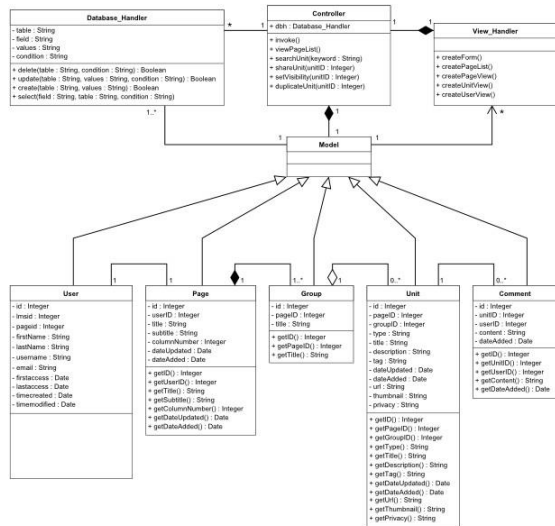 Database_Handler
- table : String
- field : String
- values : String
- condition : String
+ delete(table : String, condition : String) : Boolean
+ update(table : String, values : String, condition : String) : Boolean
+ create(table : String, values : String) : Boolean
+ select(field : String, table : String, condition : String)
*
1
Controller
+ dbh : Database_Handler
+ invoke()
+ viewPageList()
+ searchUnit(keyword : String)
+ shareUnit(unitID : Integer)
+ setVisibility(unitID : Integer)
+ duplicateUnit(unitID : Integer)
1
1
View_Handler
+ createForm()
+ createPageList()
+ createPageView()
+ createUnitView()
+ createUserView()
1..*
1
1
*
1
Model
1
1
User
- id : Integer
- lmsid : Integer
- pageid : Integer
- firstName : String
- lastName : String
- username : String
- email : String
- firstaccess : Date
- lastaccess : Date
- timecreated : Date
- timemodified : Date
1
1
Page
- id : Integer
- userID : Integer
- title : String
- subtitle : String
- columnNumber : Integer
- dateUpdated : Date
- dateAdded : Date
+ getID() : Integer
+ getUserID() : Integer
+ getTitle() : String
+ getSubtitle() : String
+ getColumnNumber() : Integer
+ getDateUpdated() : Date
+ getDateAdded() : Date
1
1..*
Group
- id : Integer
- pageID : Integer
- title : String
+ getID() : Integer
+ getPageID() : Integer
+ getTitle() : String
1
0..*
Unit
- id : Integer
- pageID : Integer
- groupID : Integer
- type : String
- title : String
- description : String
- tag : String
- dateUpdated : Date
- dateAdded : Date
- url : String
- thumbnail : String
- privacy : String
+ getID() : Integer
+ getPageID() : Integer
+ getGroupID() : Integer
+ getType() : String
+ getTitle() : String
+ getDescription() : String
+ getTag() : String
+ getDateUpdated() : Date
+ getDateAdded() : Date
+ getUrl() : String
+ getThumbnail() : String
+ getPrivacy() : String
1
0..*
Comment
- id : Integer
- unitID : Integer
- userID : Integer
- content : String
- dateAdded : Date
+ getID() : Integer
+ getUnitID() : Integer
+ getUserID() : Integer
+ getContent() : String
+ getDateAdded() : Date